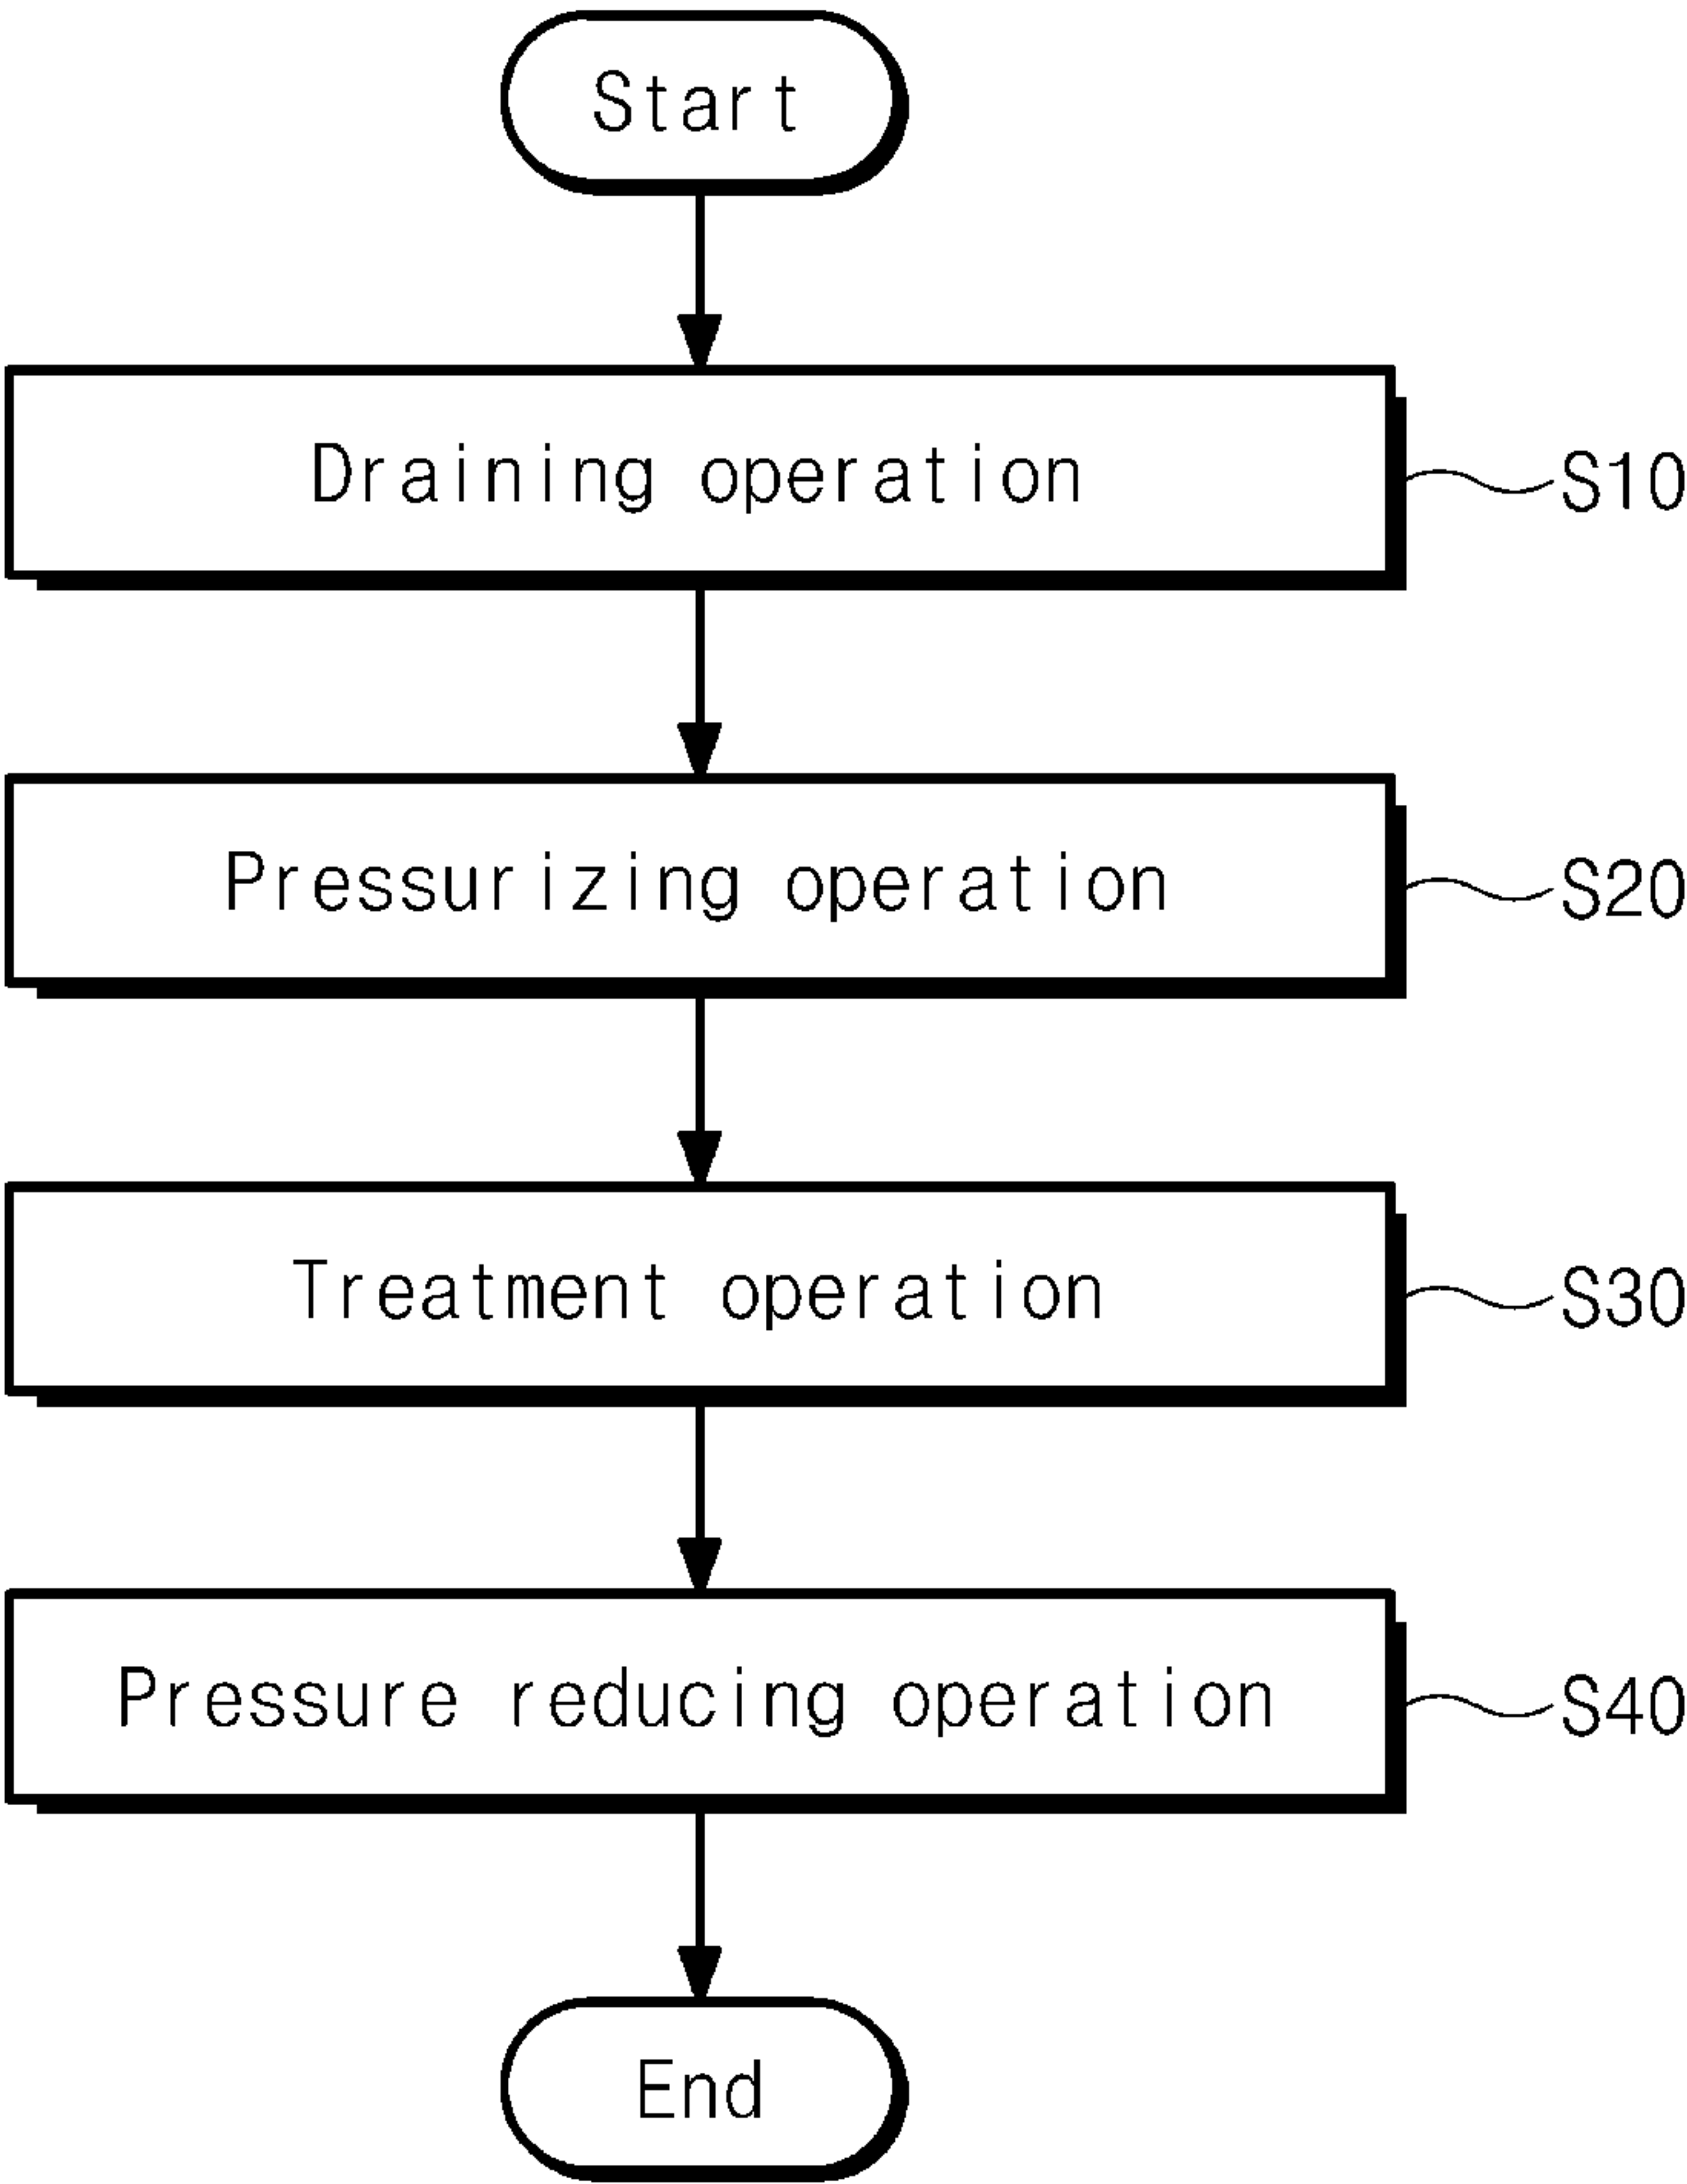 Start
Draining operation
S10
Pressurizing operation
S20
Treatment operation
S30
Pressure reducing operation
S40
End